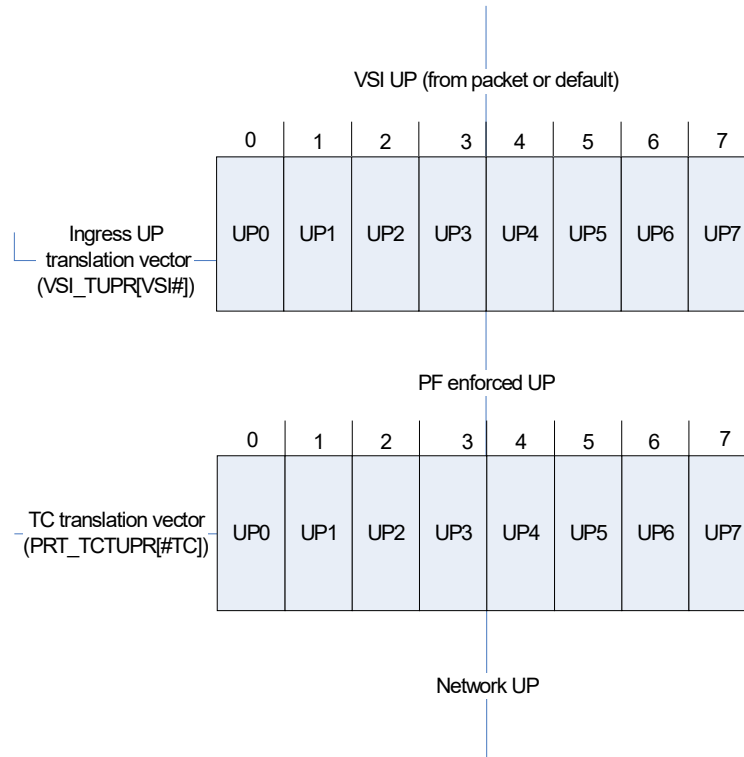 VSI UP (from packet or default)
0 1 2 3 4 5 6 7
Ingress UP
translation vector
(VSI_TUPR[VSI#])
UP0 UP1 UP2 UP3 UP4 UP5 UP6 UP7
PF enforced UP
0 1 2 3 4 5 6 7
TC translation vector
(PRT_TCTUPR[#TC])
UP0 UP1 UP2 UP3 UP4 UP5 UP6 UP7
Network UP